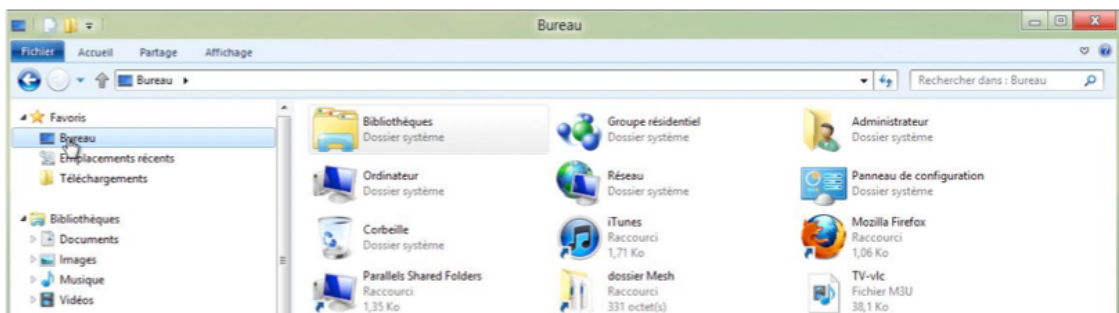 Bureau
Fichier Accueil Partage Affichage
Bureau
Rechercher dans : Bureau
Favoris
Bureau
Emplacements récents
Téléchargements
Bibliothèques
Documents
Images
Musique
Vidéos
Bibliothèques
Dossier système
Groupe résidentiel
Dossier système
Administrateur
Dossier système
Ordinateur
Dossier système
Réseau
Dossier système
Panneau de configuration
Dossier système
Corbeille
Dossier système
iTunes
Raccourci
1,71 Ko
Mozilla Firefox
Raccourci
1,06 Ko
Parallels Shared Folders
Raccourci
1,35 Ko
dossier Mesh
Raccourci
331 octet(s)
TV-vlc
Fichier M3U
38,1 Ko